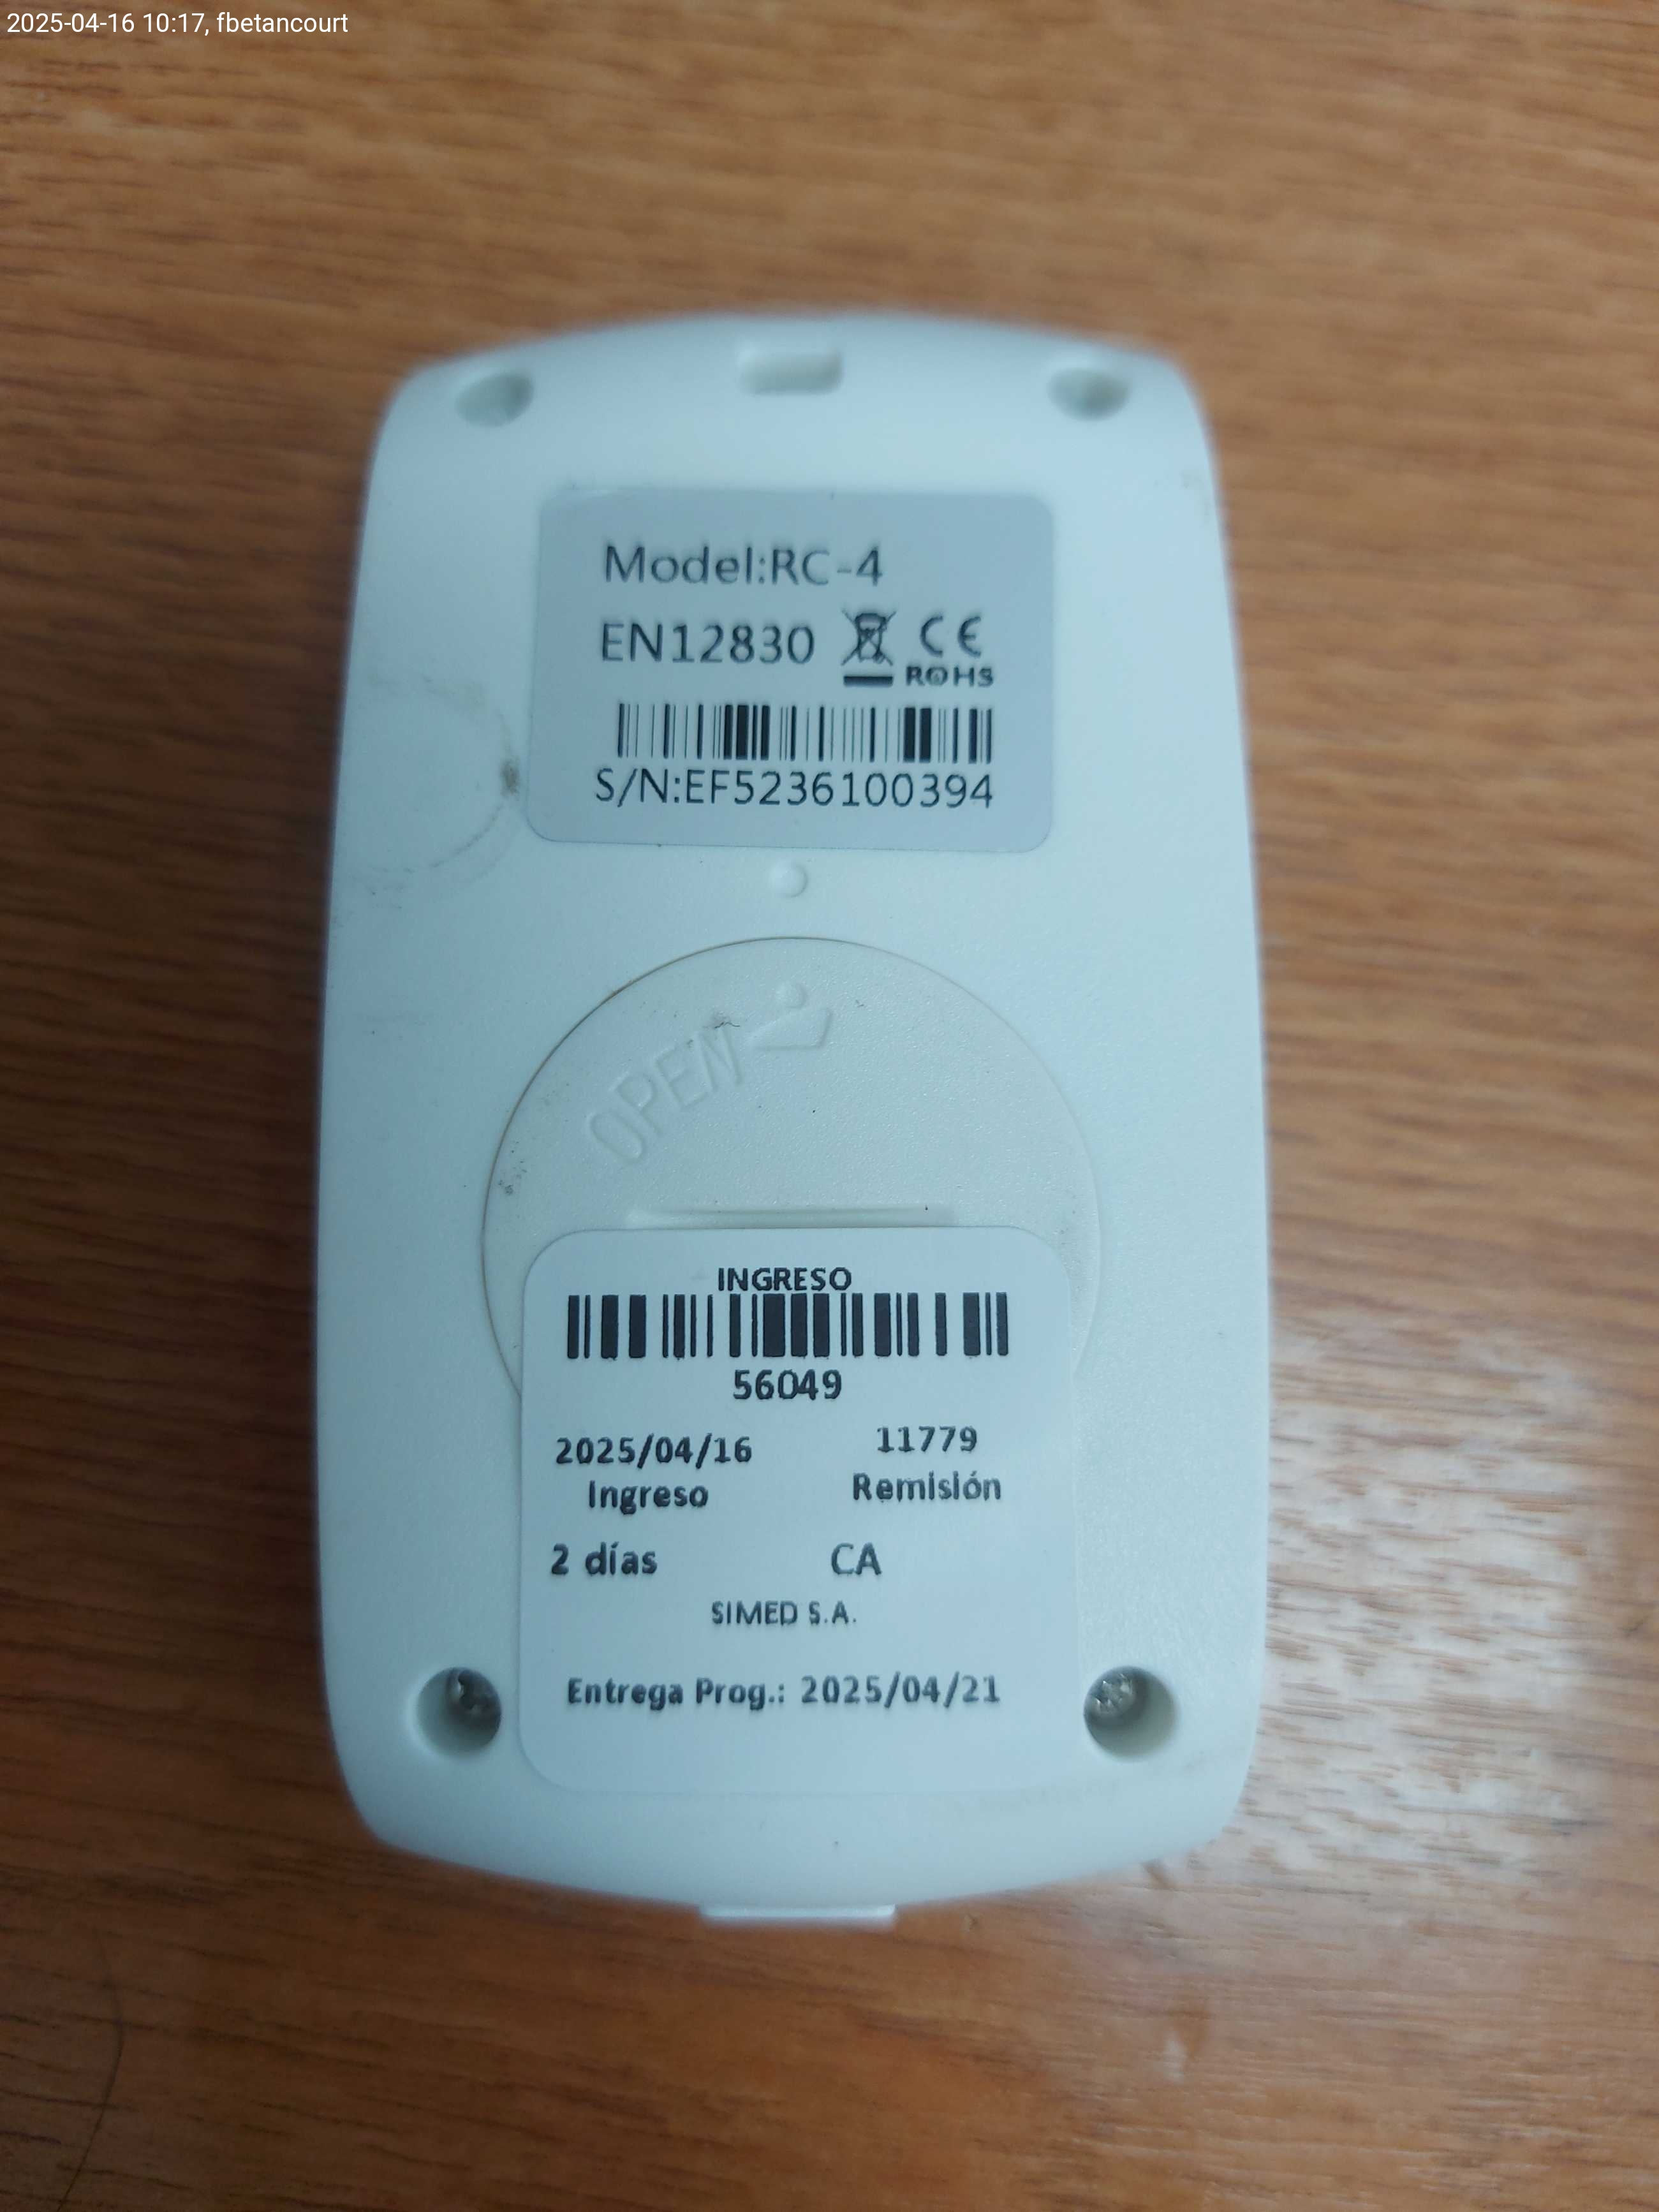 2025-04-16 10:17, fbetancourt
Model:RC-4
EN12830 CE
ROHS
S/N:EF5236100394
OPEN
INGRESO
56049
2025/04/16 11779
Ingreso Remisión
2 días CA
SIMED S.A.
Entrega Prog.: 2025/04/21